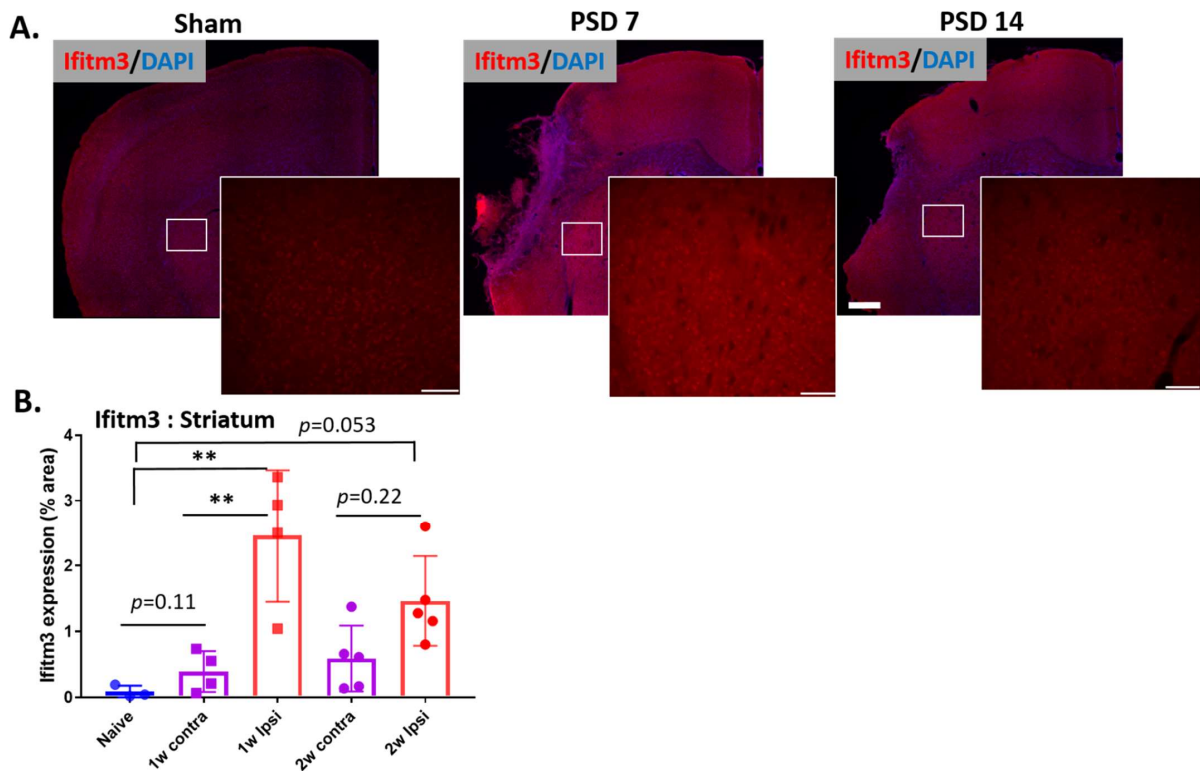 A.
Sham
PSD 7
PSD 14
Ifitm3/DAPI
Ifitm3/DAPI
Ifitm3/DAPI
B.
Ifitm3 : Striatum
Ifitm3 expression (% area)
4
3
2
1
0
p=0.053
**
**
p=0.22
p=0.11
Naive
1w contra
1w Ipsi
2w contra
2w Ipsi